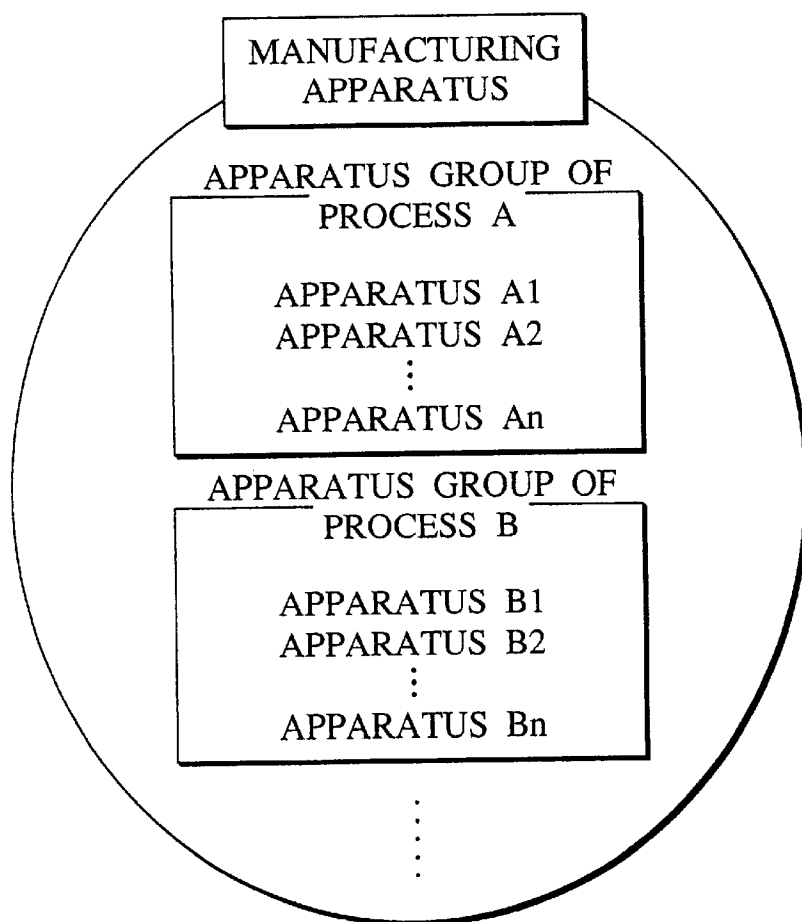 MANUFACTURING
APPARATUS
APPARATUS GROUP OF
PROCESS A
APPARATUS A1
APPARATUS A2
⋮
APPARATUS An
APPARATUS GROUP OF
PROCESS B
APPARATUS B1
APPARATUS B2
⋮
APPARATUS Bn
⋮